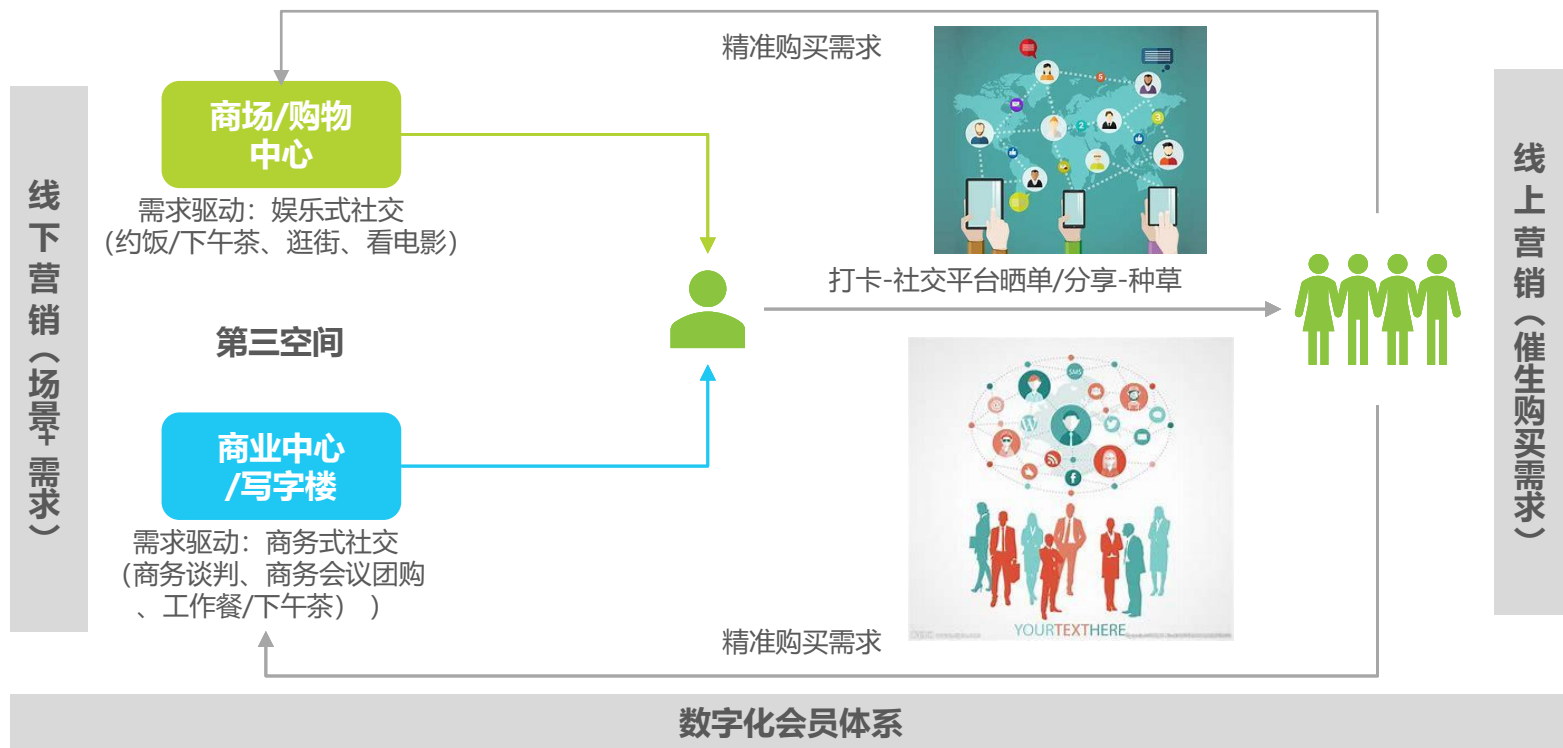 精准购买需求
商场/购物
中心
线下营销（场景+需求）
需求驱动：娱乐式社交
（约饭/下午茶、逛街、看电影）
5
2
3
打卡-社交平台晒单/分享-种草
线上营销（催生购买需求）
第三空间
SMS
商业中心
/写字楼
需求驱动：商务式社交
（商务谈判、商务会议团购
、工作餐/下午茶） ）
YOURTEXTHERE
精准购买需求
数字化会员体系